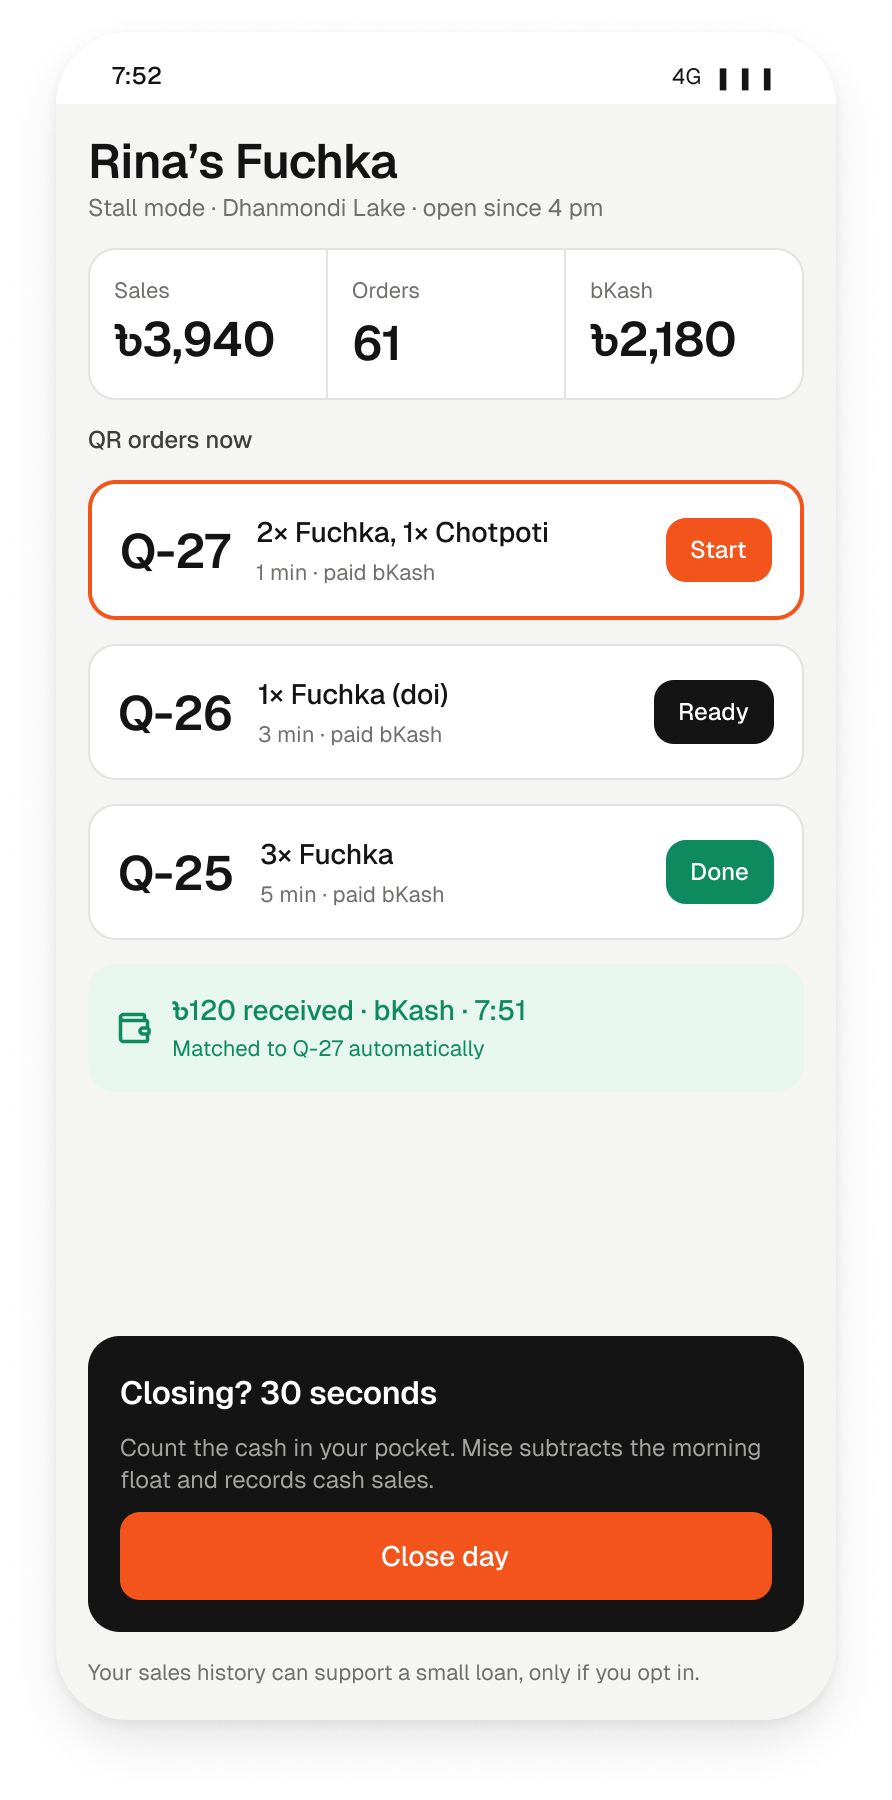 7:52
4G
Rina’s Fuchka
Stall mode · Dhanmondi Lake · open since 4 pm
Sales
৳3,940
Orders
61
bKash
৳2,180
QR orders now
Q-27
2× Fuchka, 1× Chotpoti
1 min · paid bKash
Start
Q-26
1× Fuchka (doi)
3 min · paid bKash
Ready
Q-25
3× Fuchka
5 min · paid bKash
Done
৳120 received · bKash · 7:51
Matched to Q-27 automatically
Closing? 30 seconds
Count the cash in your pocket. Mise subtracts the morning
float and records cash sales.
Close day
Your sales history can support a small loan, only if you opt in.